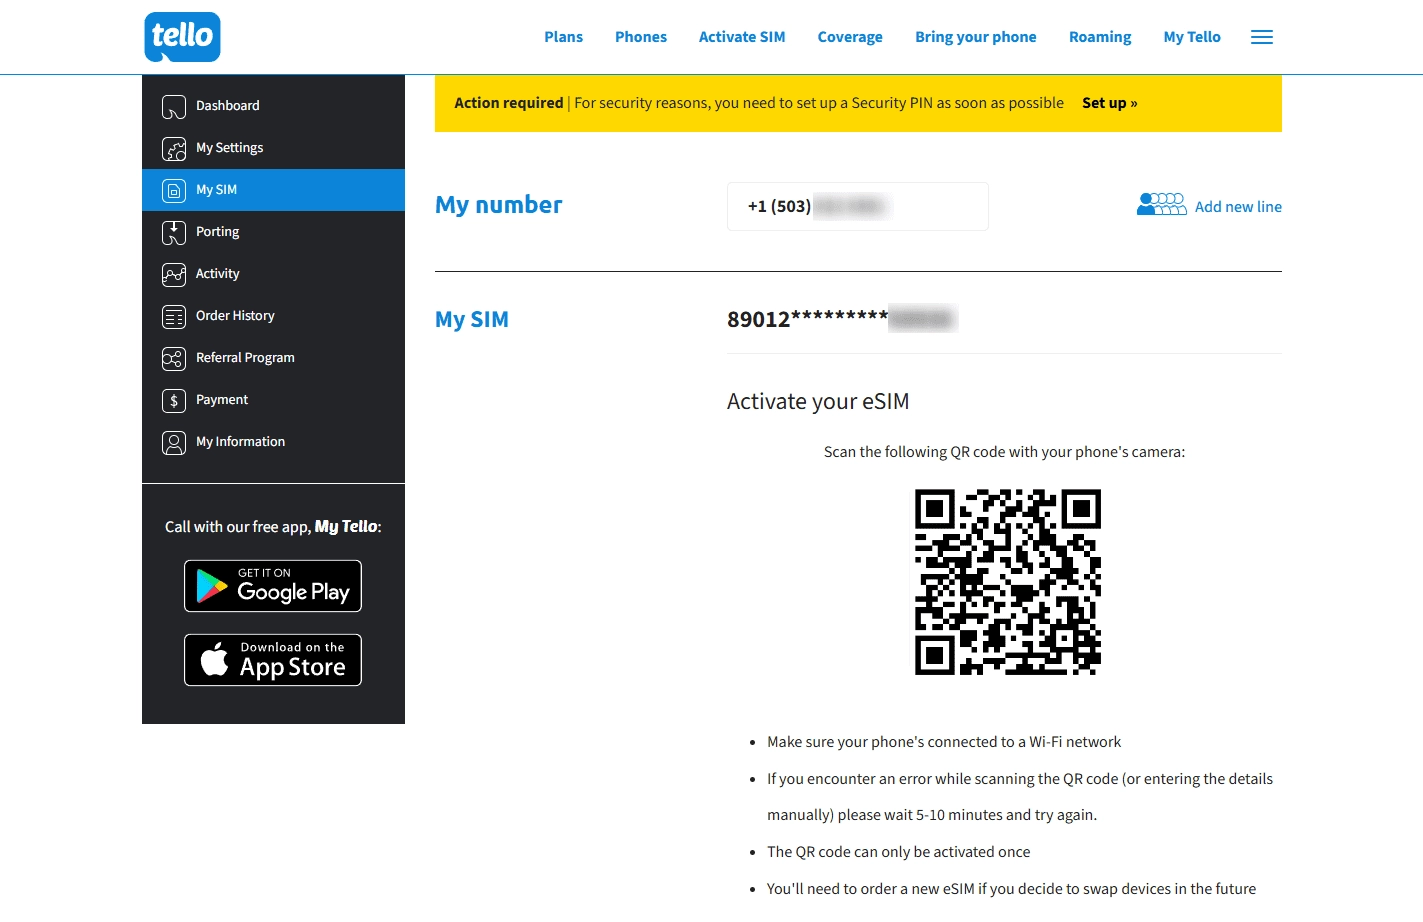 tello
Plans Phones Activate SIM Coverage Bring your phone Roaming My Tello
Dashboard
My Settings
My SIM
Porting
Activity
Order History
Referral Program
Payment
My Information
Call with our free app, My Tello:
GET IT ON
Google Play
Download on the
App Store
Action required | For security reasons, you need to set up a Security PIN as soon as possible Set up »
My number
+1 (503)
Add new line
My SIM
89012*********
Activate your eSIM
Scan the following QR code with your phone's camera:
• Make sure your phone's connected to a Wi-Fi network
• If you encounter an error while scanning the QR code (or entering the details
manually) please wait 5-10 minutes and try again.
• The QR code can only be activated once
• You'll need to order a new eSIM if you decide to swap devices in the future